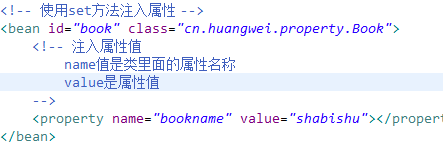 <!-- 使用set方法注入属性 -->
<bean id="book" class="cn.huangwei.property.Book">
<!-- 注入属性值
name值是类里面的属性名称
value是属性值
-->
<property name="bookname" value="shabishu"></proper
</bean>